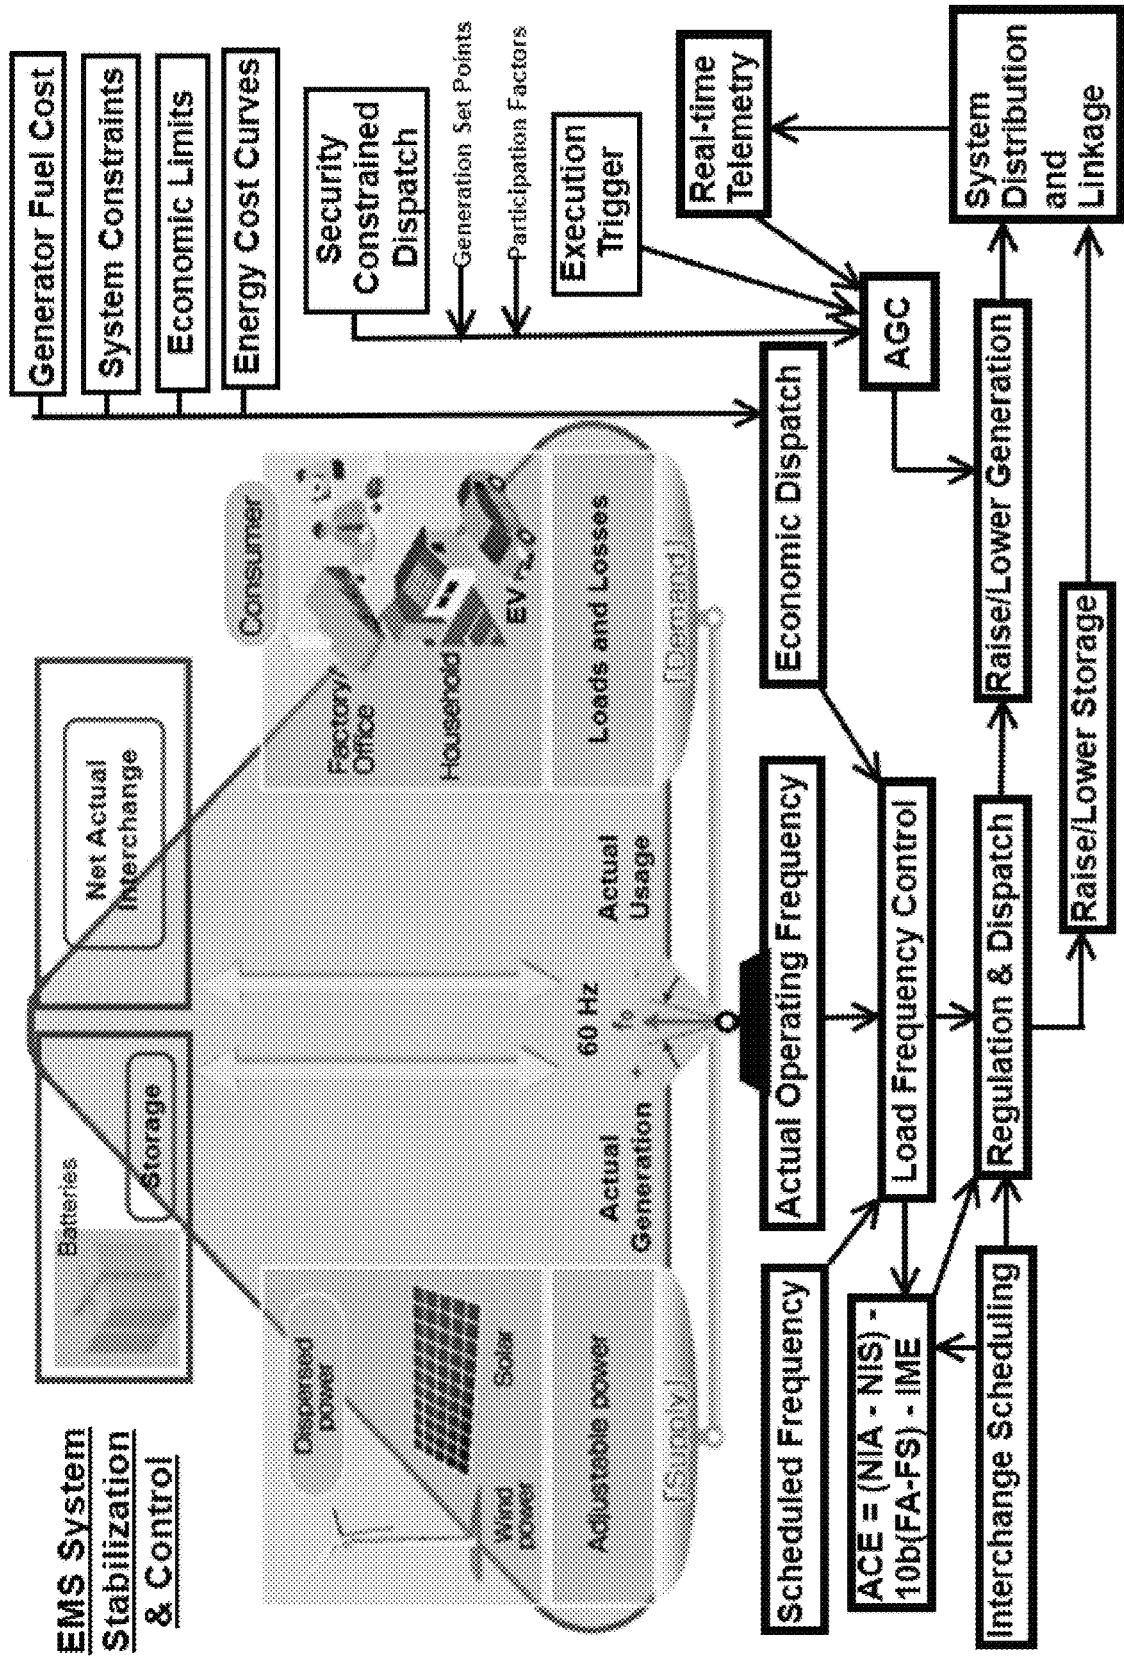 EMS System
Stabilization
& Control
Batteries
Storage
Net Actual
Interchange
Consumer
Dispersed
power
Wind
power
Solar
Factory/
Office
Household
EV
Adjustable power
Actual
Generation
60 Hz
f₀
Actual
Usage
Loads and Losses
[Supply]
[Demand]
Generator Fuel Cost
System Constraints
Economic Limits
Energy Cost Curves
Security
Constrained
Dispatch
Generation Set Points
Participation Factors
Execution
Trigger
Real-time
Telemetry
Scheduled Frequency
Actual Operating Frequency
Economic Dispatch
AGC
ACE = (NIA - NIS) -
10b(FA-FS) - IME
Load Frequency Control
Interchange Scheduling
Regulation & Dispatch
Raise/Lower Generation
System
Distribution
and
Linkage
Raise/Lower Storage